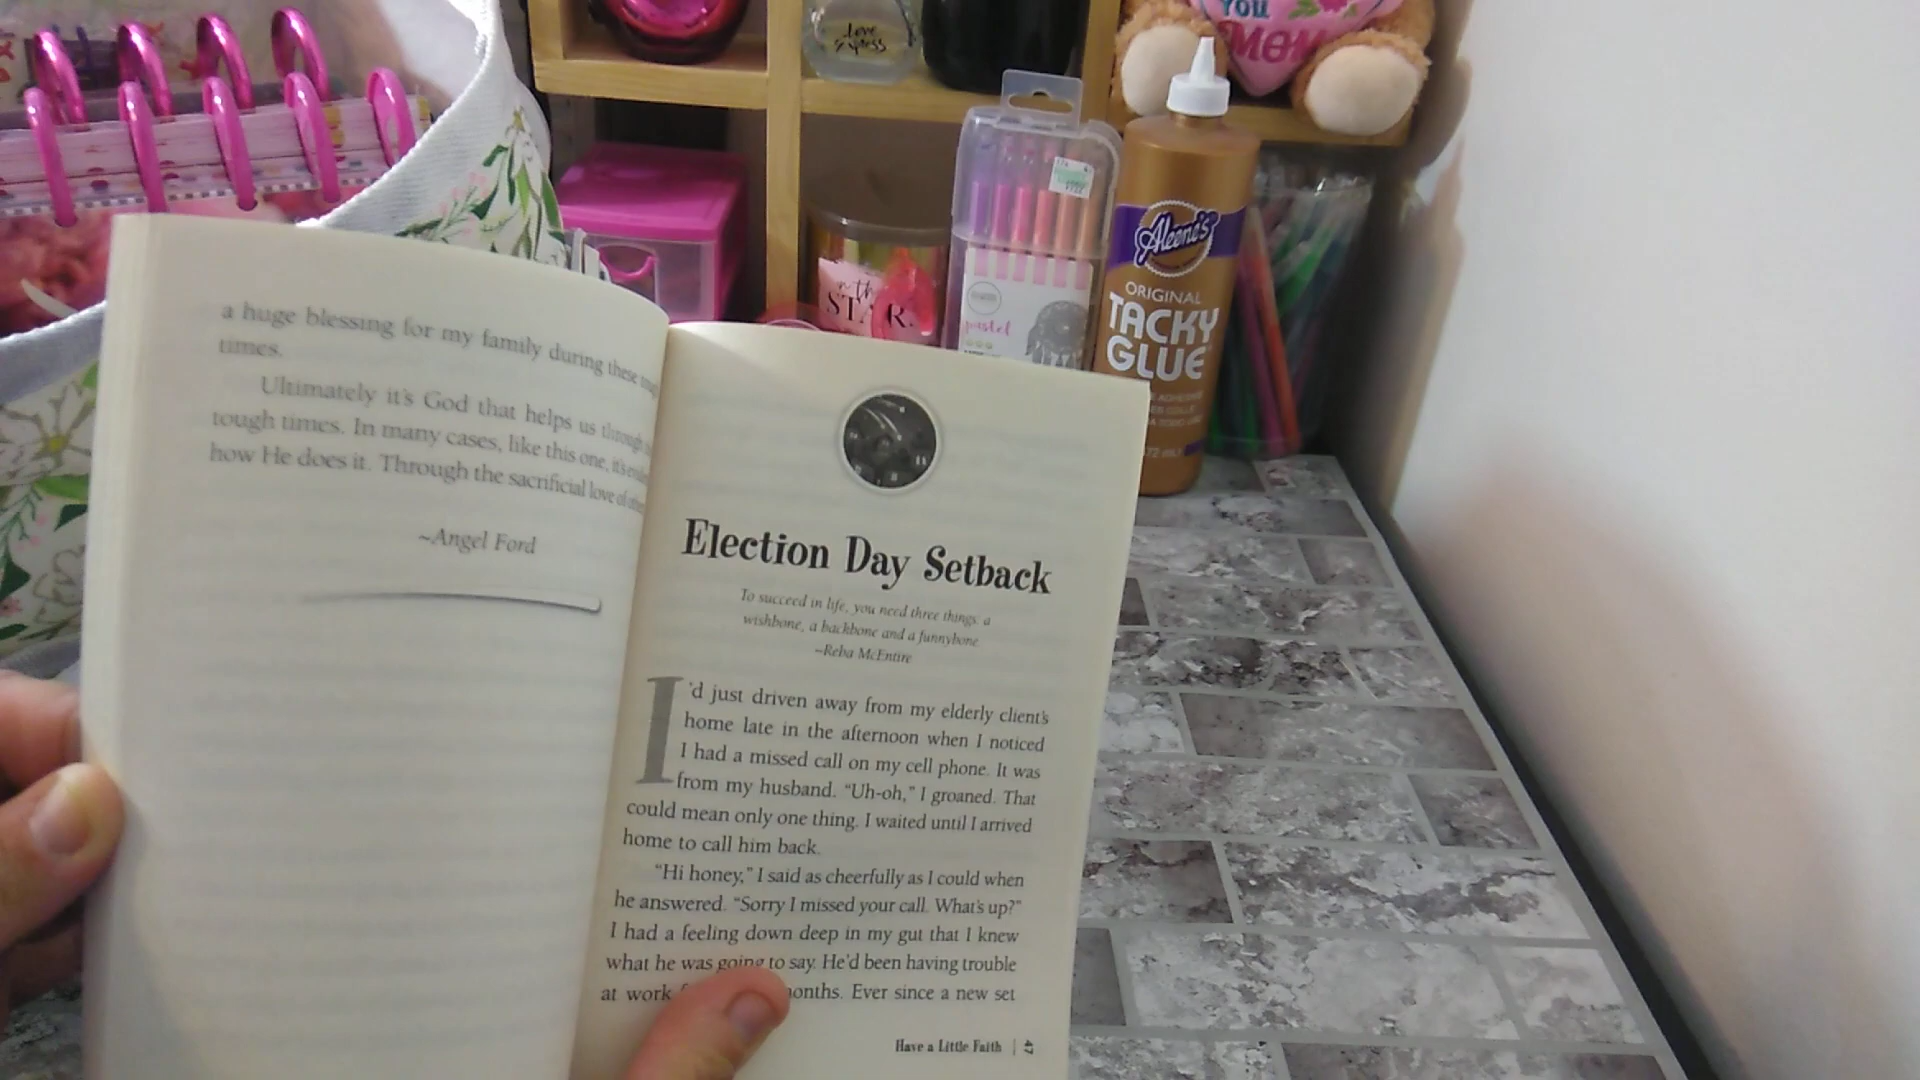 YOU
MOM
Love
Aleene's
ORIGINAL
TACKY
GLUE
pastel
a huge blessing for my family during these
times.
Ultimately it's God that helps us through
tough times. In many cases, like this one, it's
how He does it. Through the sacrificial love of
~Angel Ford
Election Day Setback
To succeed in life, you need three things: a
wishbone, a backbone and a funnybone
~Reba McEntire
I'd just driven away from my elderly client's
home late in the afternoon when I noticed
I had a missed call on my cell phone. It was
from my husband. "Uh-oh," I groaned. That
could mean only one thing. I waited until I arrived
home to call him back.
"Hi honey," I said as cheerfully as I could when
he answered. "Sorry I missed your call. What's up?"
I had a feeling down deep in my gut that I knew
what he was going to say. He'd been having trouble
at work months. Ever since a new set
Have a Little Faith | 47